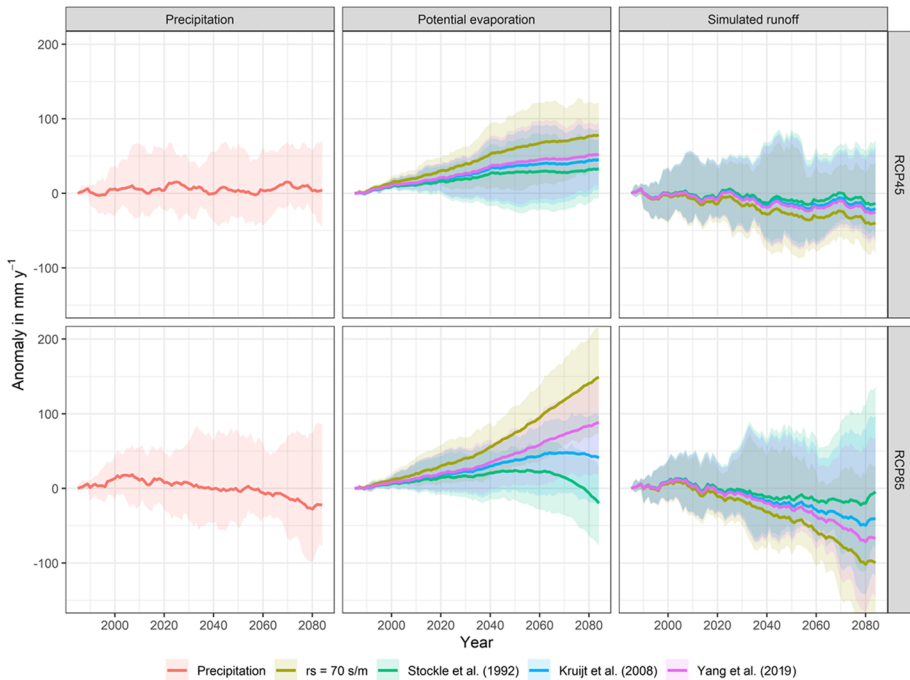 Precipitation
Potential evaporation
Simulated runoff
200
100
0
-100
RCP45
200
100
0
-100
RCP85
Anomaly in mm y⁻¹
2000 2020 2040 2060 2080
2000 2020 2040 2060 2080
2000 2020 2040 2060 2080
Year
Precipitation rs = 70 s/m Stockle et al. (1992) Kruijt et al. (2008) Yang et al. (2019)